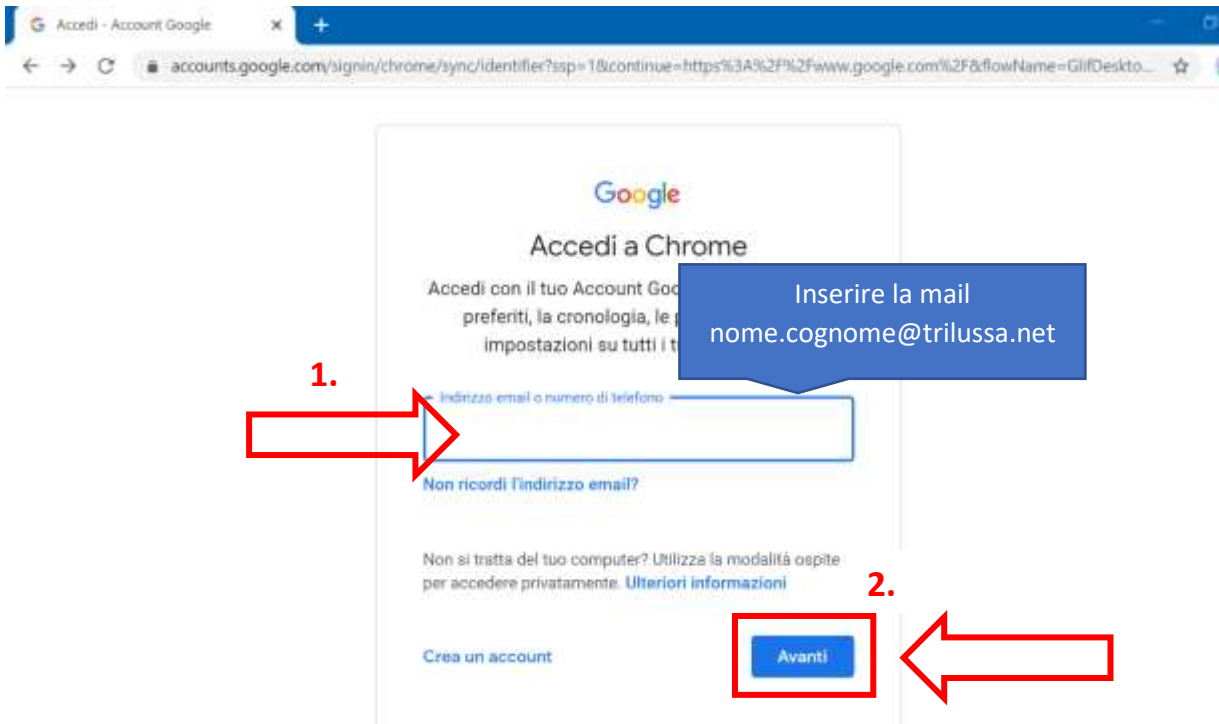 Accedi - Account Google
accounts.google.com/signin/chrome/sync/identifier?ssp=1&continue=https%3A%2F%2Fwww.google.com%2F&flowName=GlifDeskto...
Google
Accedi a Chrome
Accedi con il tuo Account Goo
preferiti, la cronologia, le
impostazioni su tutti i
Inserire la mail
nome.cognome@trilussa.net
1.
Indirizzo email o numero di telefono
Non ricordi l'indirizzo email?
Non si tratta del tuo computer? Utilizza la modalità ospite
per accedere privatamente. Ulteriori informazioni
2.
Crea un account
Avanti